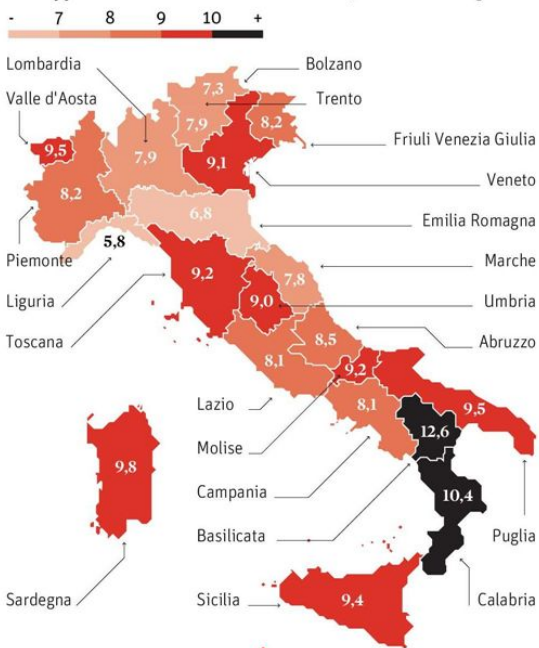 - 7 8 9 10 +
Lombardia
Bolzano
Valle d'Aosta
Trento
7,3
7,9
8,2
9,5
7,9
9,1
Friuli Venezia Giulia
8,2
Veneto
6,8
Emilia Romagna
5,8
Piemonte
9,2
7,8
Marche
Liguria
9,0
Umbria
Toscana
8,5
Abruzzo
8,1
9,2
Lazio
8,1
9,5
12,6
Molise
9,8
Campania
10,4
Basilicata
Puglia
Sardegna
Sicilia
9,4
Calabria